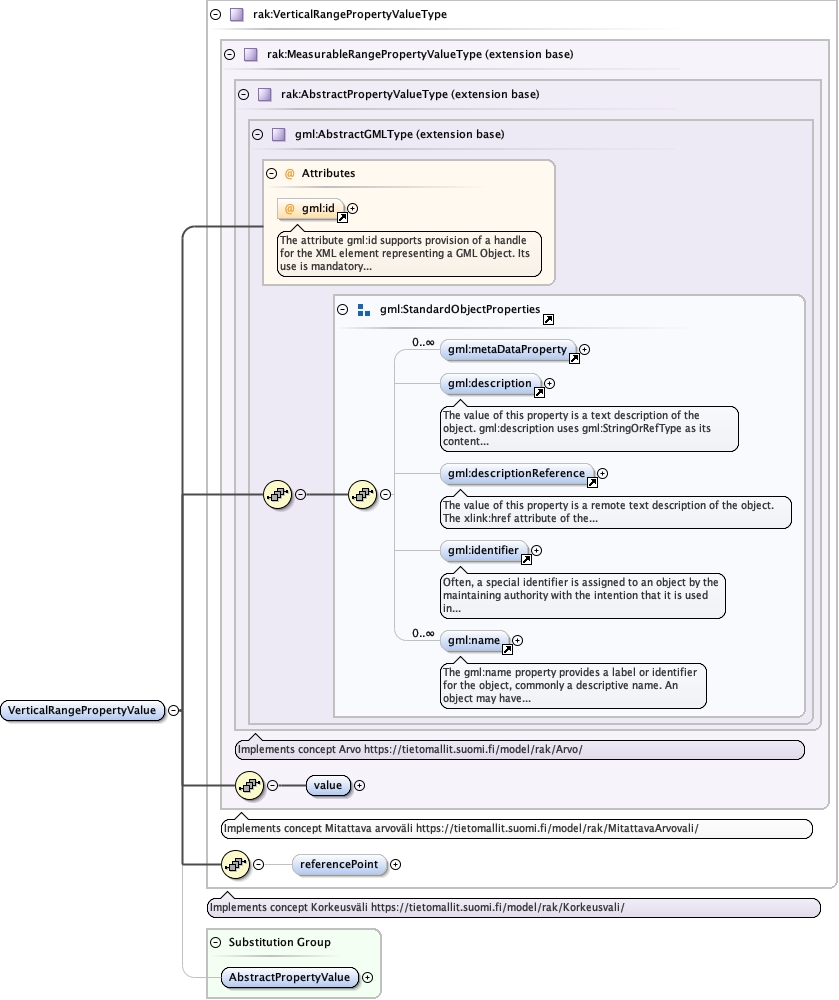 rak:VerticalRangePropertyValueType
rak:MeasurableRangePropertyValueType (extension base)
rak:AbstractPropertyValueType (extension base)
gml:AbstractGMLType (extension base)
@ Attributes
@ gml:id
The attribute gml:id supports provision of a handle
for the XML element representing a GML Object. Its
use is mandatory...
gml:StandardObjectProperties
0..∞
gml:metaDataProperty
gml:description
The value of this property is a text description of the
object. gml:description uses gml:StringOrRefType as its
content...
gml:descriptionReference
The value of this property is a remote text description of the object.
The xlink:href attribute of the...
gml:identifier
Often, a special identifier is assigned to an object by the
maintaining authority with the intention that it is used
in...
0..∞
gml:name
The gml:name property provides a label or identifier
for the object, commonly a descriptive name. An
object may have...
VerticalRangePropertyValue
Implements concept Arvo https://tietomallit.suomi.fi/model/rak/Arvo/
value
Implements concept Mitattava arvoväli https://tietomallit.suomi.fi/model/rak/MitattavaArvovali/
referencePoint
Implements concept Korkeusväli https://tietomallit.suomi.fi/model/rak/Korkeusvali/
Substitution Group
AbstractPropertyValue